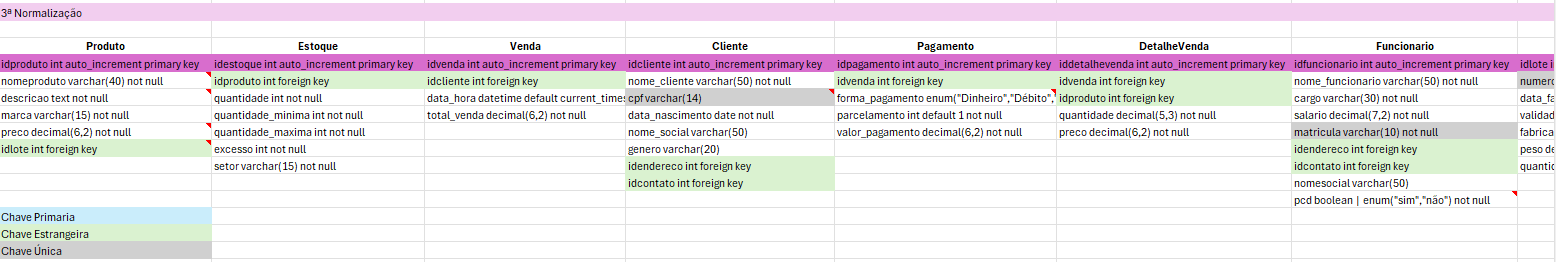 3ª Normalização
Produto Estoque Venda Cliente Pagamento DetalheVenda Funcionario
idproduto int auto_increment primary key idestoque int auto_increment primary key idvenda int auto_increment primary key idcliente int auto_increment primary key idpagamento int auto_increment primary key iddetalhevenda int auto_increment primary key idfuncionario int auto_increment primary key idlote i
nomeproduto varchar(40) not null idproduto int foreign key idcliente int foreign key nome_cliente varchar(50) not null idvenda int foreign key idvenda int foreign key nome_funcionario varchar(50) not null numero
descricao text not null quantidade int not null data_hora datetime default current_times cpf varchar(14) forma_pagamento enum("Dinheiro","Débito", idproduto int foreign key cargo varchar(30) not null data_fa
marca varchar(15) not null quantidade_minima int not null total_venda decimal(6,2) not null data_nascimento date not null parcelamento int default 1 not null quantidade decimal(5,3) not null salario decimal(7,2) not null validad
preco decimal(6,2) not null quantidade_maxima int not null nome_social varchar(50) valor_pagamento decimal(6,2) not null preco decimal(6,2) not null matricula varchar(10) not null fabrica
idlote int foreign key excesso int not null genero varchar(20) idendereco int foreign key peso de
setor varchar(15) not null idendereco int foreign key idcontato int foreign key quantid
idcontato int foreign key nomesocial varchar(50)
pcd boolean | enum("sim","não") not null
Chave Primaria
Chave Estrangeira
Chave Única